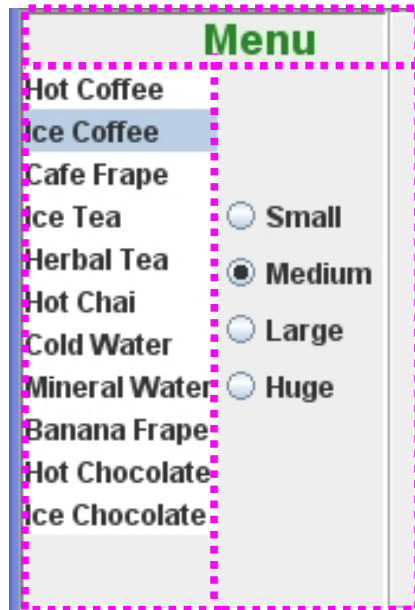 Menu
Hot Coffee
Ice Coffee
Cafe Frape
Ice Tea
Herbal Tea
Hot Chai
Cold Water
Mineral Water
Banana Frape
Hot Chocolate
Ice Chocolate
Small
Medium
Large
Huge